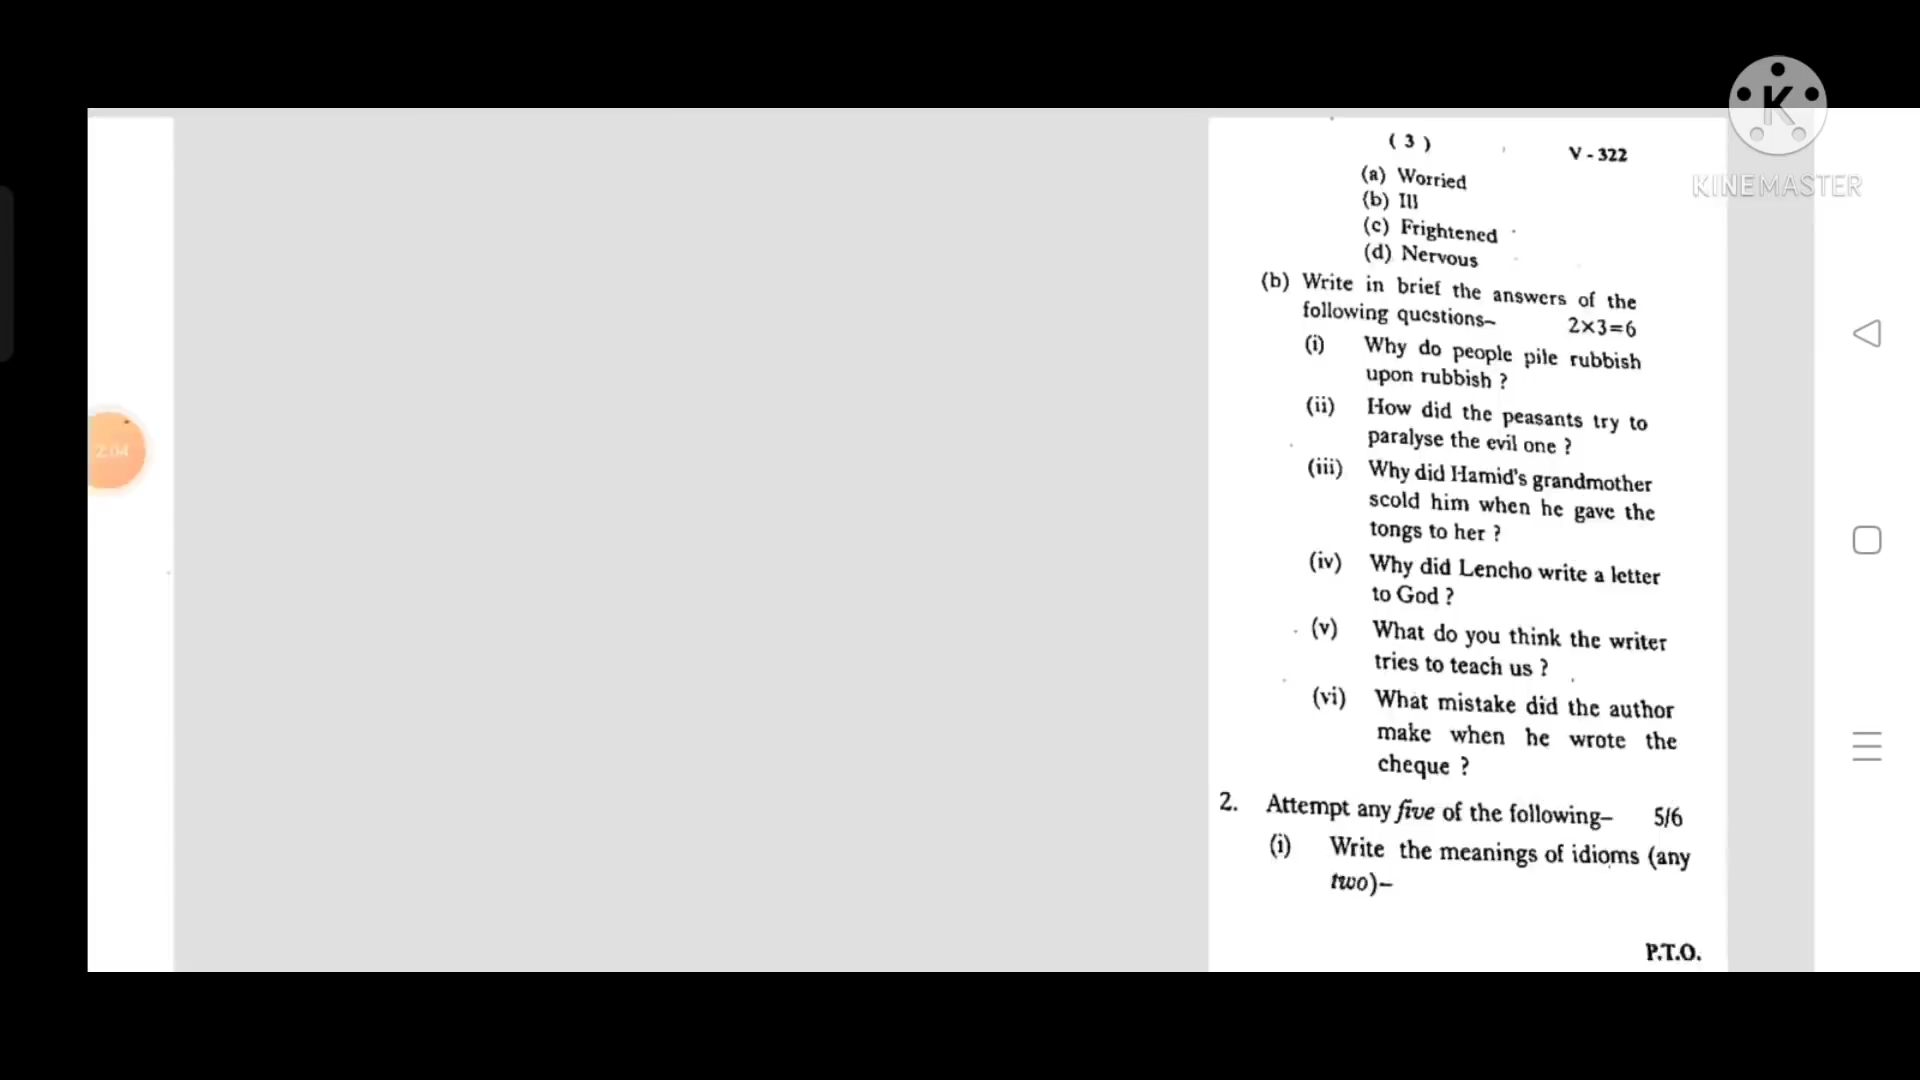 ( 3 )
V - 322
K
KINEMASTER
(a) Worried
(b) Ill
(c) Frightened
(d) Nervous
(b) Write in brief the answers of the
following questions– 2×3=6
(i) Why do people pile rubbish
upon rubbish ?
(ii) How did the peasants try to
paralyse the evil one ?
2:04
(iii) Why did Hamid's grandmother
scold him when he gave the
tongs to her ?
(iv) Why did Lencho write a letter
to God ?
(v) What do you think the writer
tries to teach us ?
(vi) What mistake did the author
make when he wrote the
cheque ?
2. Attempt any five of the following– 5/6
(i) Write the meanings of idioms (any
two)–
P.T.O.